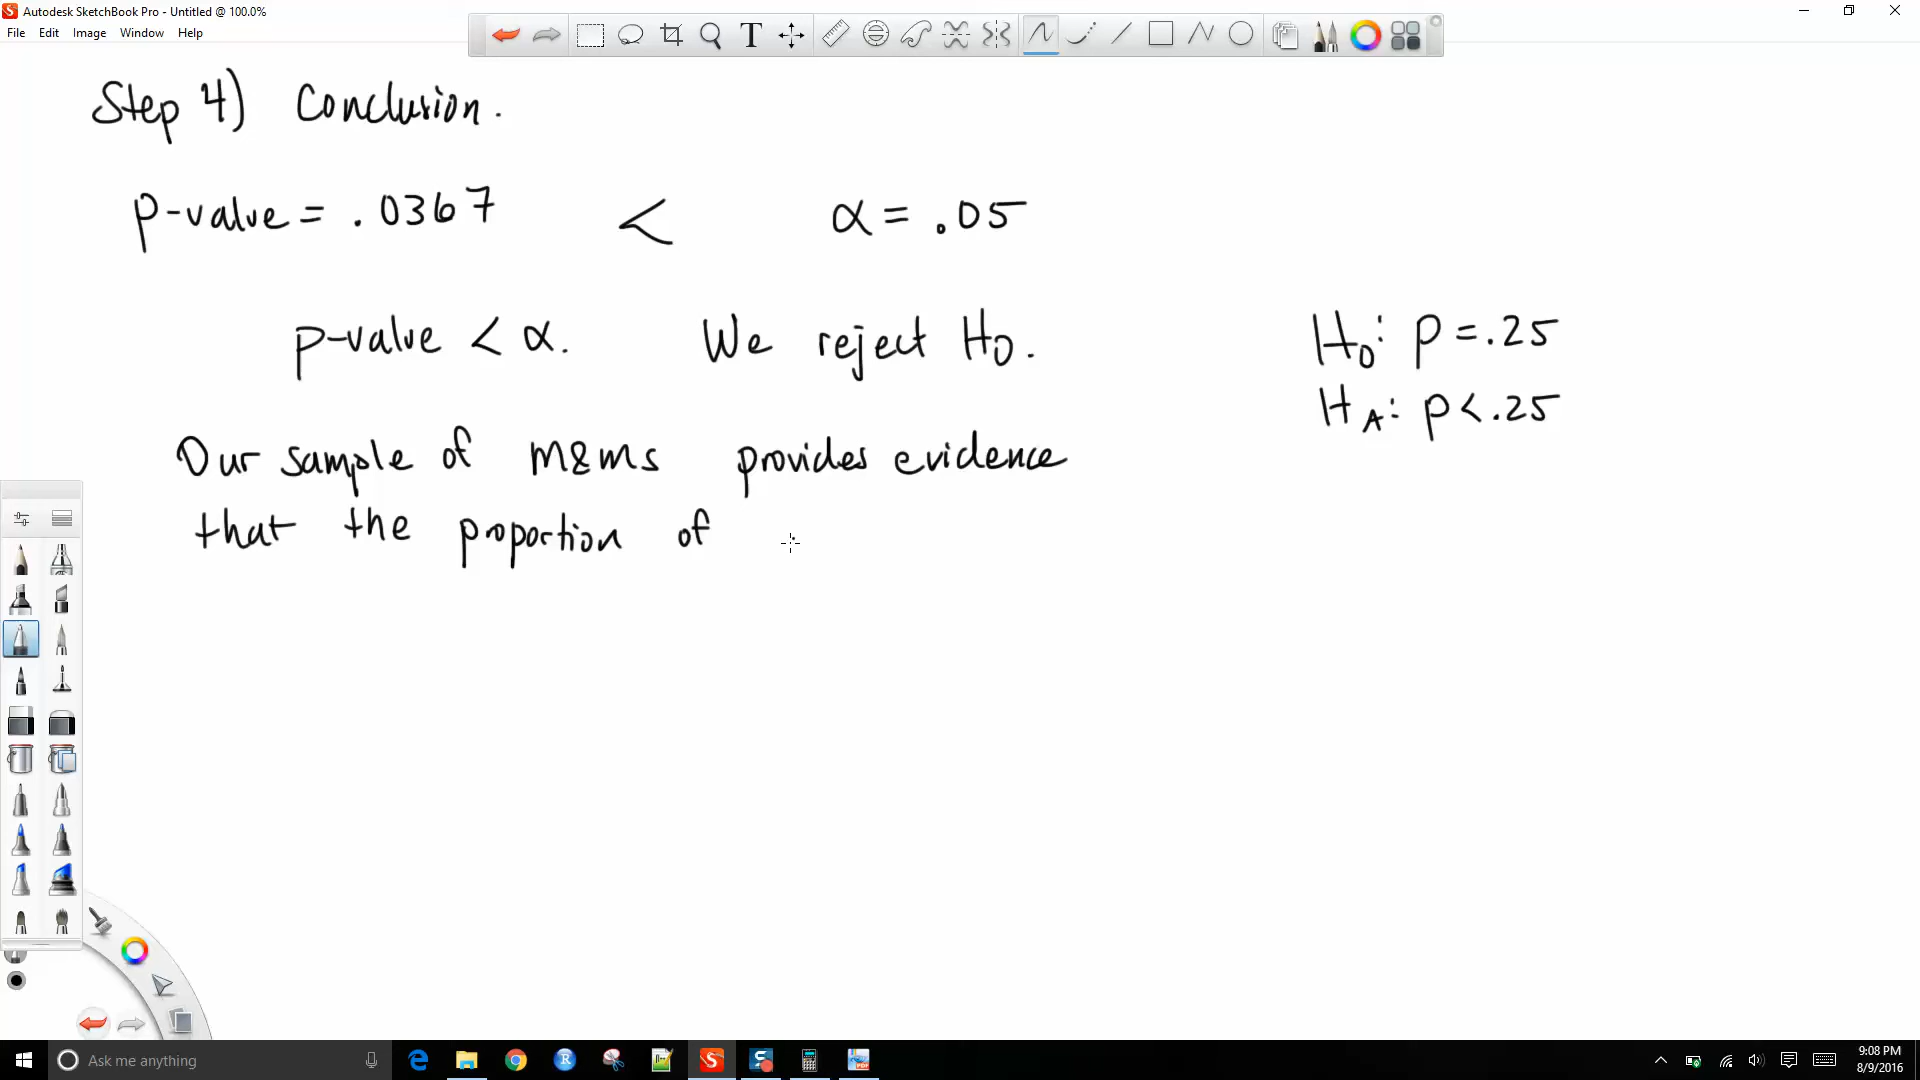 Autodesk SketchBook Pro - Untitled @ 100.0%
File Edit Image Window Help
T
Step 4) Conclusion.
p-value = .0367 < α = .05
p-value < α. We reject H0.
H0: p = .25
HA: p < .25
Our sample of M&Ms provides evidence
that the proportion of
Ask me anything
9:08 PM
8/9/2016